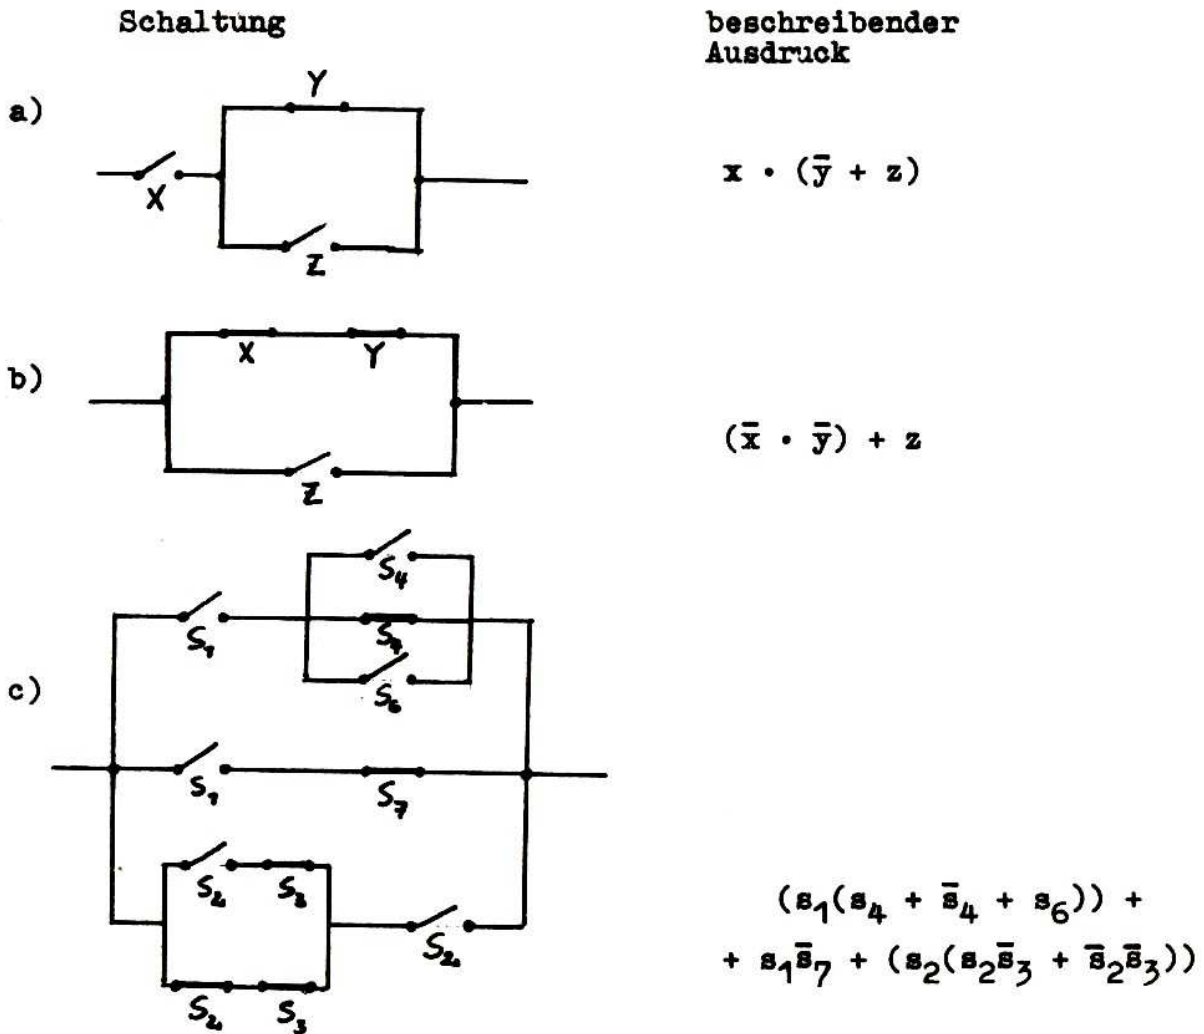 Schaltung
beschreibender
Ausdruck
a)
Y
X
Z
x · (ȳ + z)
b)
X Y
Z
(x̄ · ȳ) + z
c)
S₄
S₁
S₆
S₁ S₇
S₂ S₃
S₂
S₂ S₃
(s₁(s₄ + s̄₄ + s₆)) +
+ s₁s̄₇ + (s₂(s₂s̄₃ + s̄₂s̄₃))